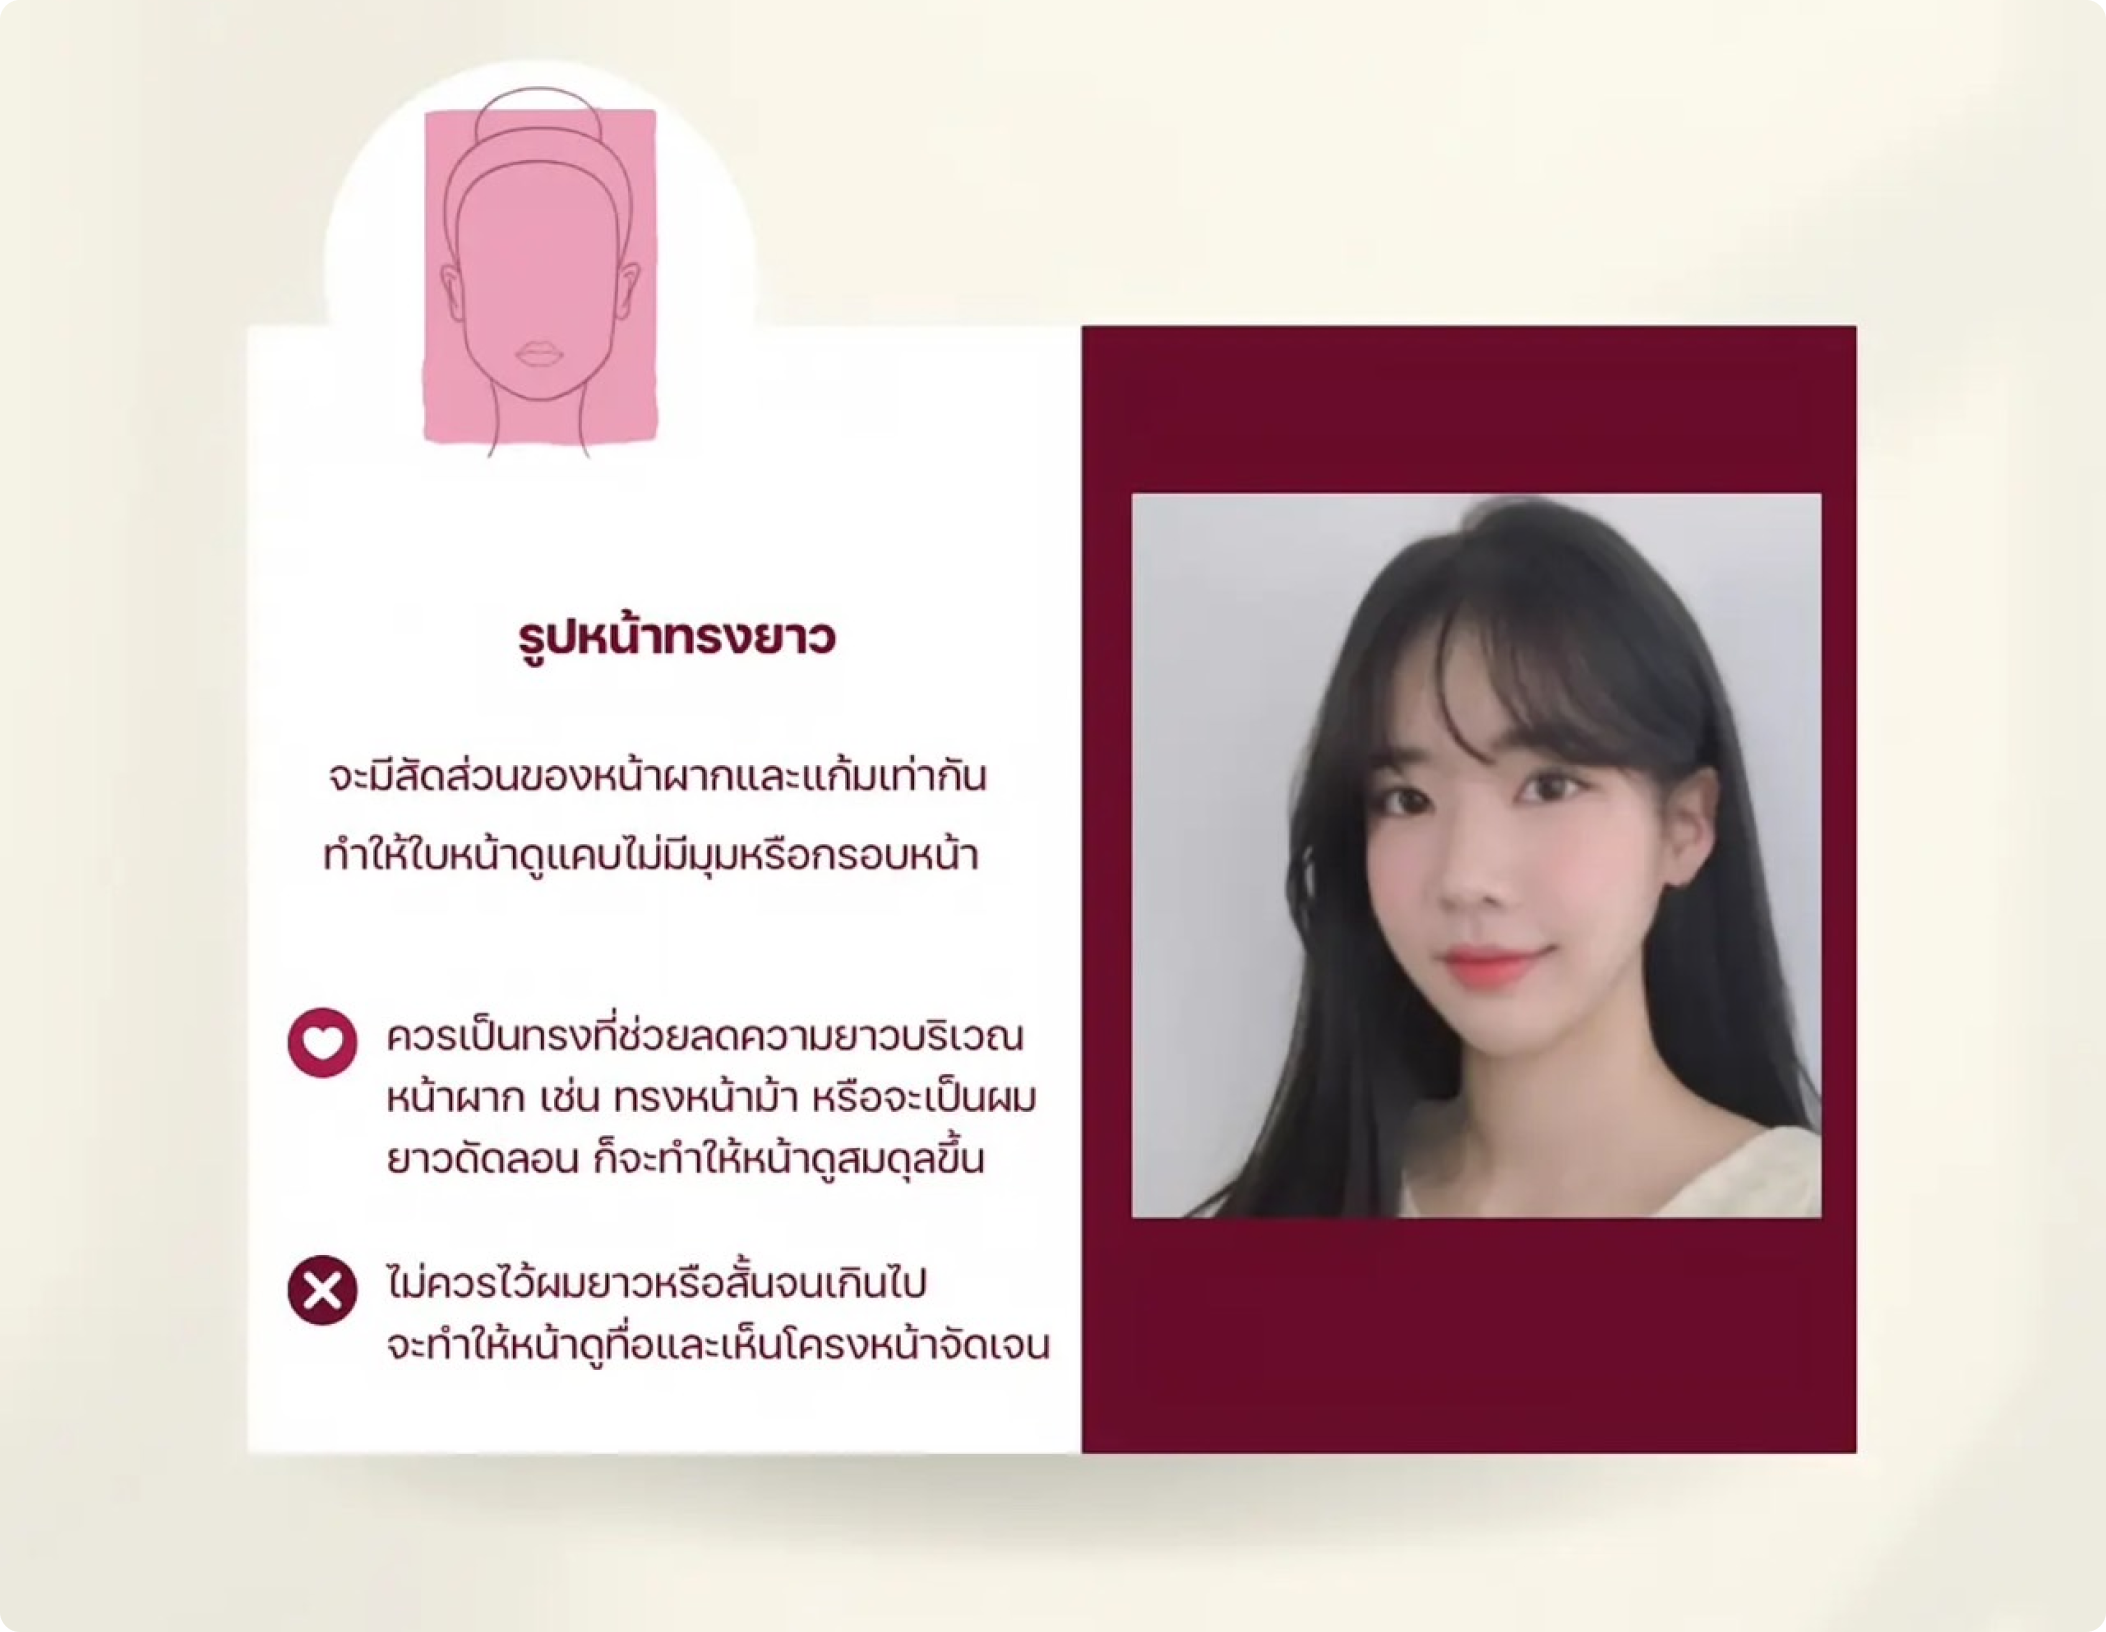 รูปหน้าทรงยาว
จะมีสัดส่วนของหน้าผากและแก้มเท่ากัน
ทำให้ใบหน้าดูแคบไม่มีมุมหรือกรอบหน้า
ควรเป็นทรงที่ช่วยลดความยาวบริเวณ
หน้าผาก เช่น ทรงหน้าม้า หรือจะเป็นผม
ยาวดัดลอน ก็จะทำให้หน้าดูสมดุลขึ้น
ไม่ควรไว้ผมยาวหรือสั้นจนเกินไป
จะทำให้หน้าดูทื่อและเห็นโครงหน้าจัดเจน